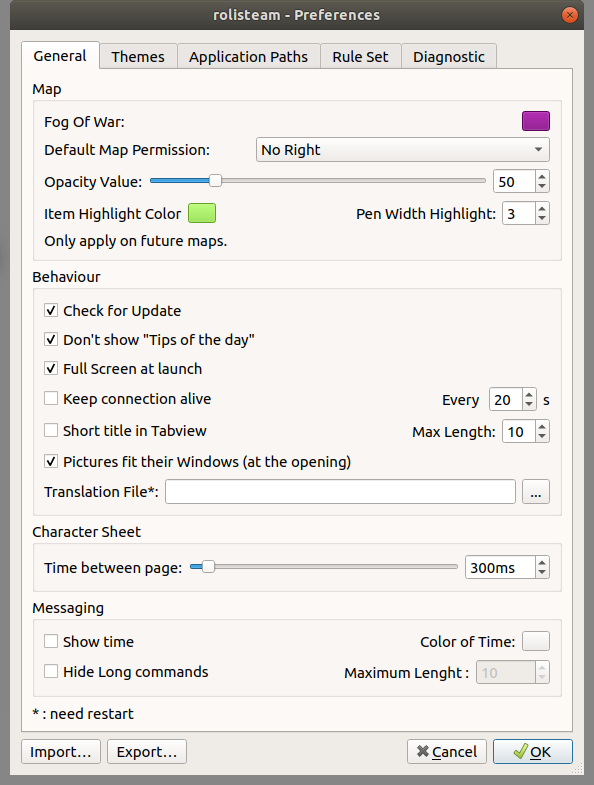 rolisteam - Preferences
General Themes Application Paths Rule Set Diagnostic
Map
Fog Of War:
Default Map Permission: No Right
Opacity Value: 50
Item Highlight Color Pen Width Highlight: 3
Only apply on future maps.
Behaviour
Check for Update
Don't show "Tips of the day"
Full Screen at launch
Keep connection alive Every 20 s
Short title in Tabview Max Length: 10
Pictures fit their Windows (at the opening)
Translation File*: ...
Character Sheet
Time between page: 300ms
Messaging
Show time Color of Time:
Hide Long commands Maximum Lenght : 10
* : need restart
Import... Export... Cancel OK